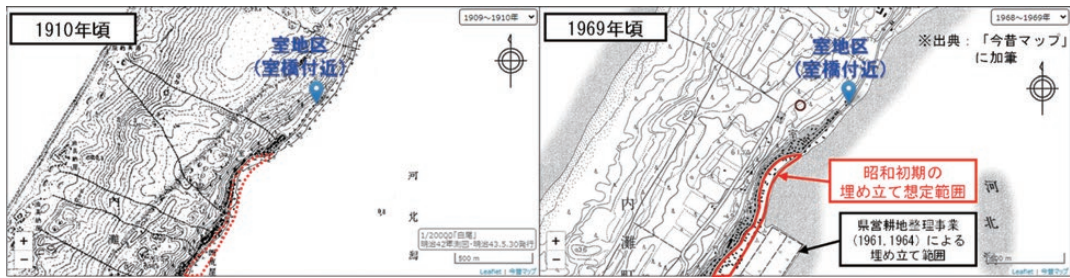 1910年頃
1909～1910年
室地区
(室橋付近)
内
灘
河
北
潟
1/20000「白尾」
明治42年測図・明治43.5.30発行
+
-
500 m
Leaflet | 今昔マップ
1969年頃
1968～1969年
室地区
(室橋付近)
※出典：「今昔マップ」
に加筆
昭和初期の
埋め立て想定範囲
県営耕地整理事業
(1961，1964)による
埋め立て範囲
内
灘
町
河
北
+
-
500 m
Leaflet | 今昔マップ